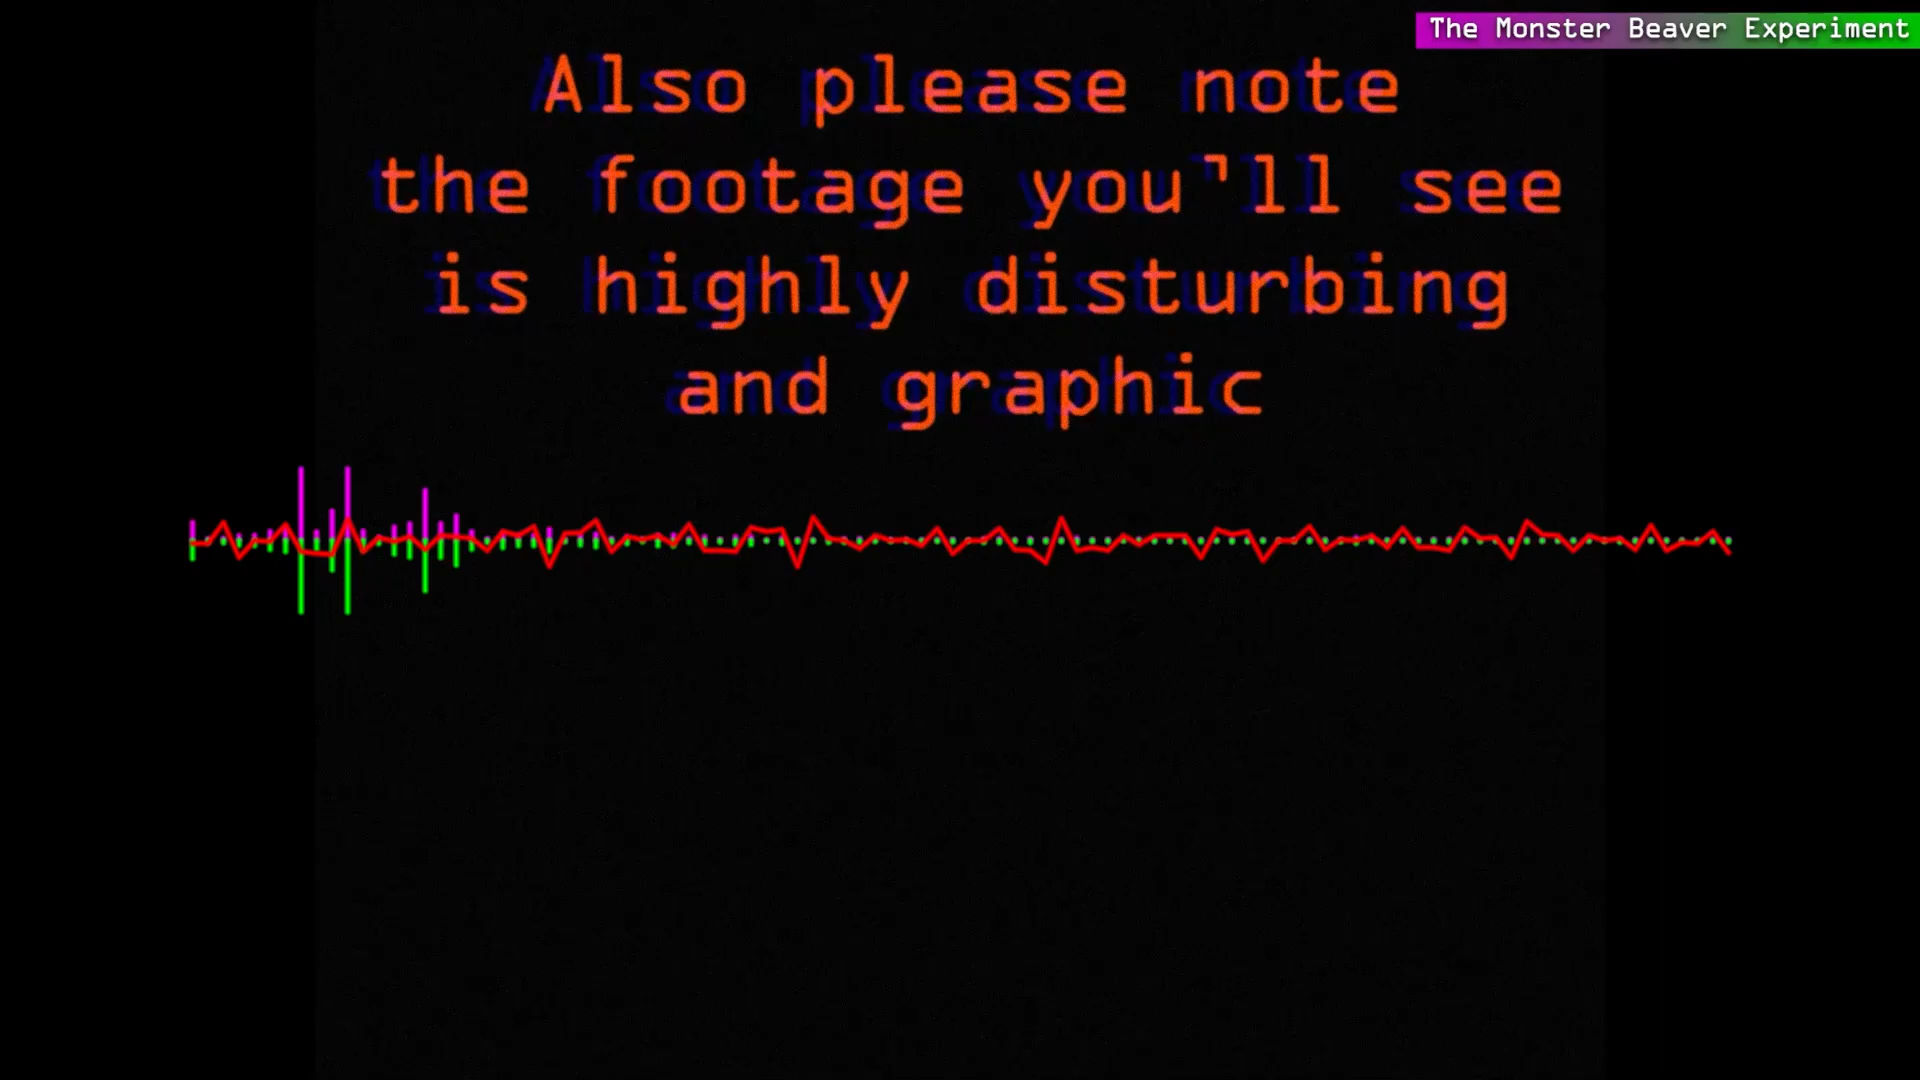 The Monster Beaver Experiment
Also please note
the footage you'll see
is highly disturbing
and graphic